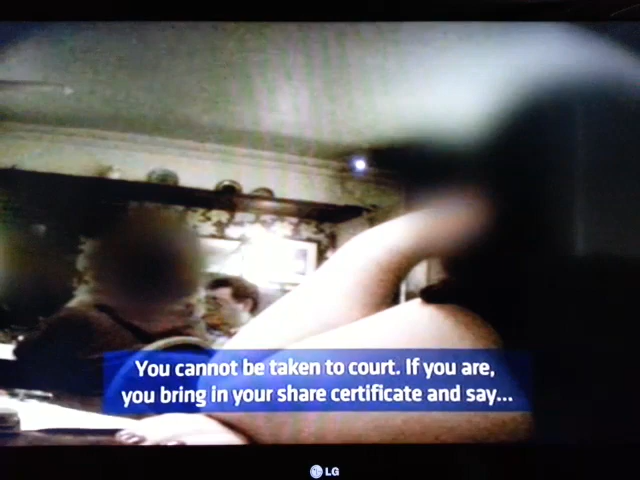 You cannot be taken to court. If you are,
you bring in your share certificate and say...
LG